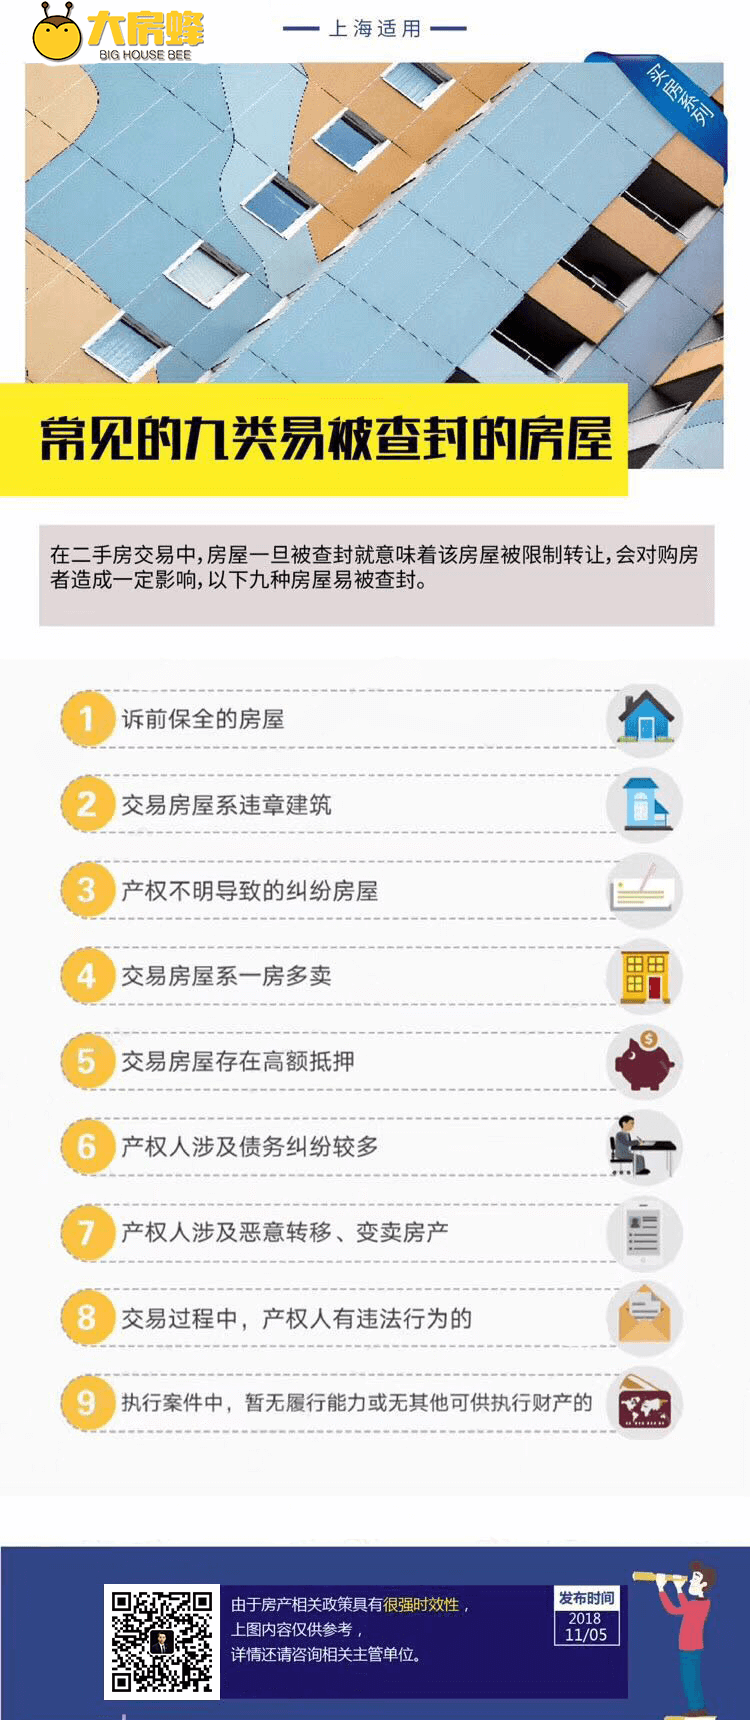 大房蜂
BIG HOUSE BEE
上海适用
买房系列
常见的九类易被查封的房屋
在二手房交易中，房屋一旦被查封就意味着该房屋被限制转让，会对购房
者造成一定影响，以下九种房屋易被查封。
1 诉前保全的房屋
2 交易房屋系违章建筑
3 产权不明导致的纠纷房屋
4 交易房屋系一房多卖
5 交易房屋存在高额抵押
6 产权人涉及债务纠纷较多
7 产权人涉及恶意转移、变卖房产
8 交易过程中，产权人有违法行为的
9 执行案件中，暂无履行能力或无其他可供执行财产的
由于房产相关政策具有很强时效性，
上图内容仅供参考，
详情还请咨询相关主管单位。
发布时间
2018
11/05